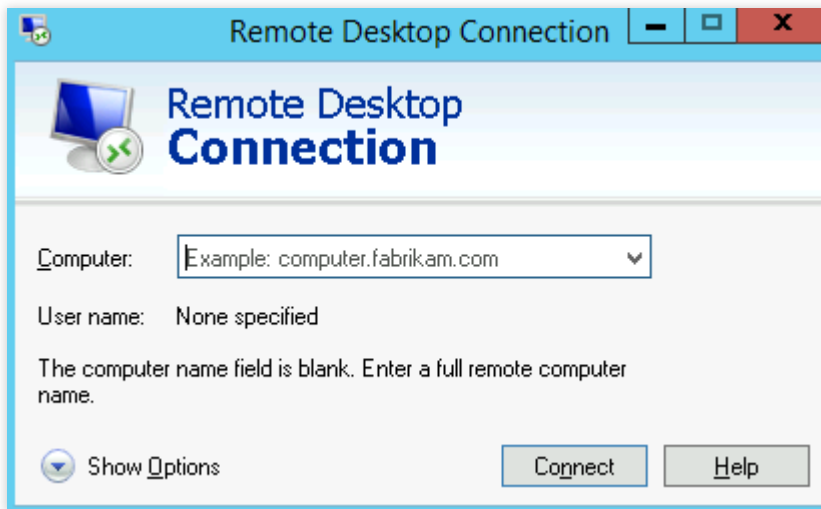 Remote Desktop Connection
Remote Desktop
Connection
Computer: Example: computer.fabrikam.com
User name: None specified
The computer name field is blank. Enter a full remote computer
name.
Show Options Connect Help